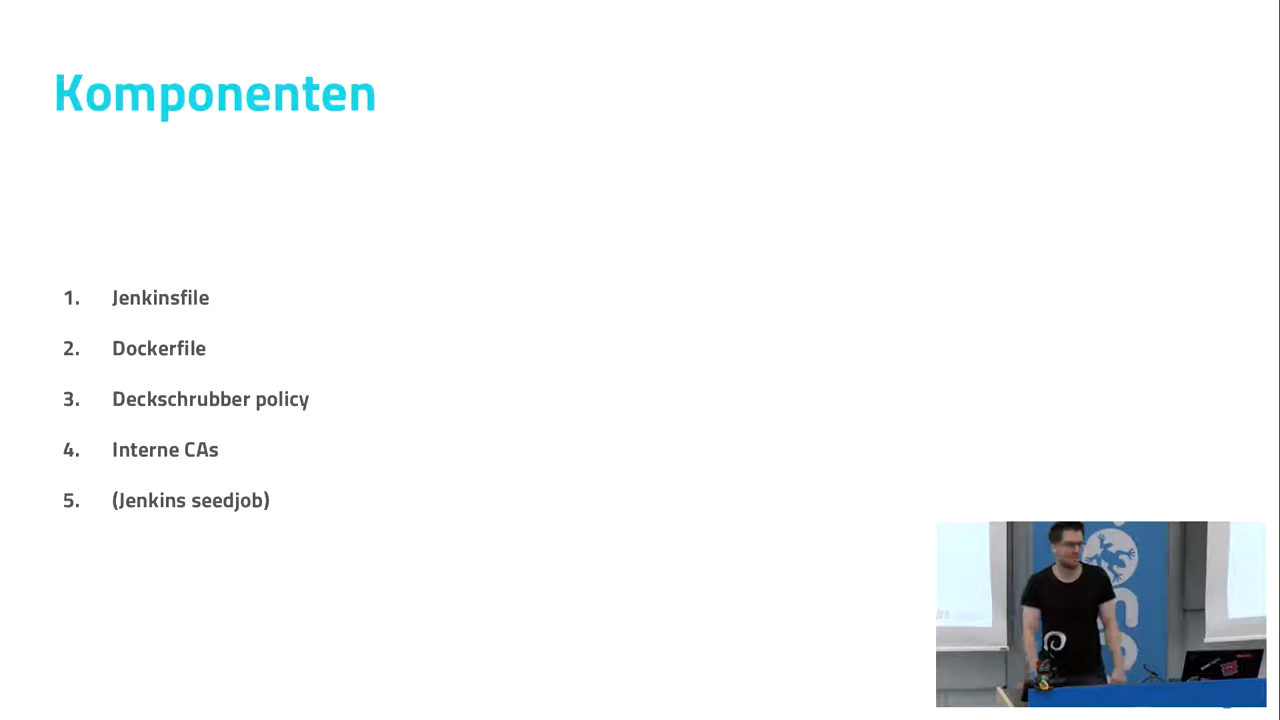 Komponenten
1. Jenkinsfile
2. Dockerfile
3. Deckschrubber policy
4. Interne CAs
5. (Jenkins seedjob)